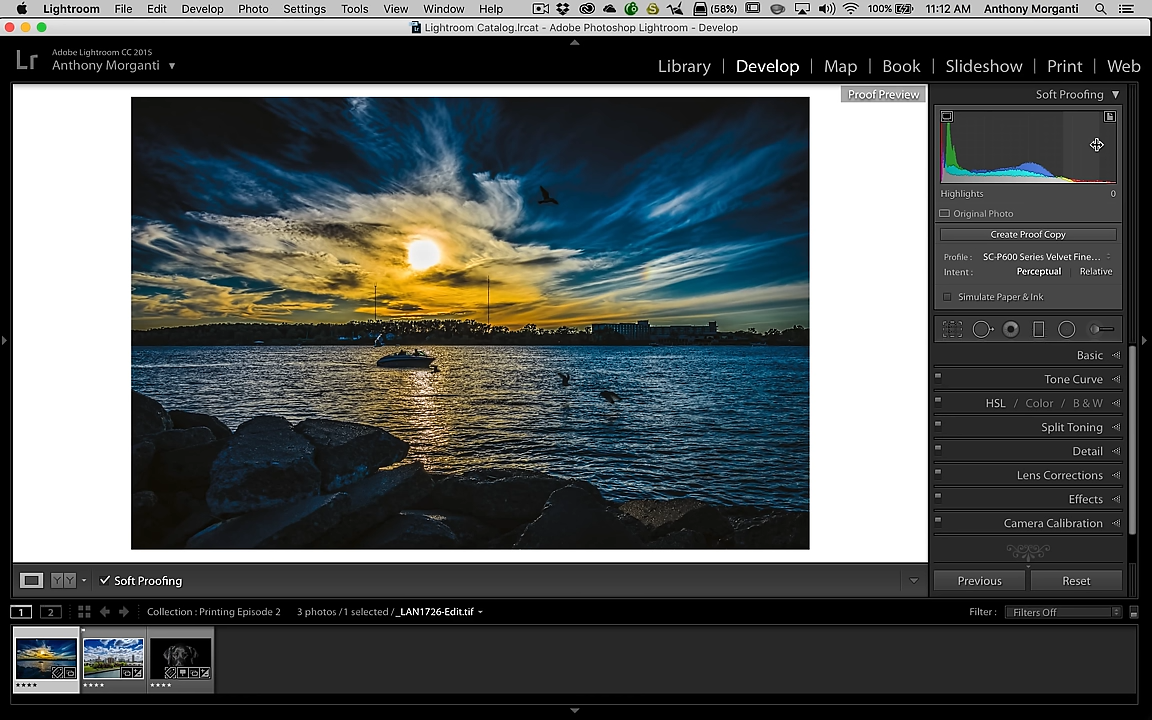 Lightroom File Edit Develop Photo Settings Tools View Window Help (58%) 100% 11:12 AM Anthony Morganti
Lightroom Catalog.lrcat - Adobe Photoshop Lightroom - Develop
Lr Adobe Lightroom CC 2015
Anthony Morganti
Library | Develop | Map | Book | Slideshow | Print | Web
Proof Preview
Soft Proofing
Highlights 0
Original Photo
Create Proof Copy
Profile : SC-P600 Series Velvet Fine...
Intent : Perceptual Relative
Simulate Paper & Ink
Basic
Tone Curve
HSL / Color / B & W
Split Toning
Detail
Lens Corrections
Effects
Camera Calibration
Previous Reset
YY Soft Proofing
1 2 Collection : Printing Episode 2 3 photos / 1 selected / _LAN1726-Edit.tif Filter : Filters Off